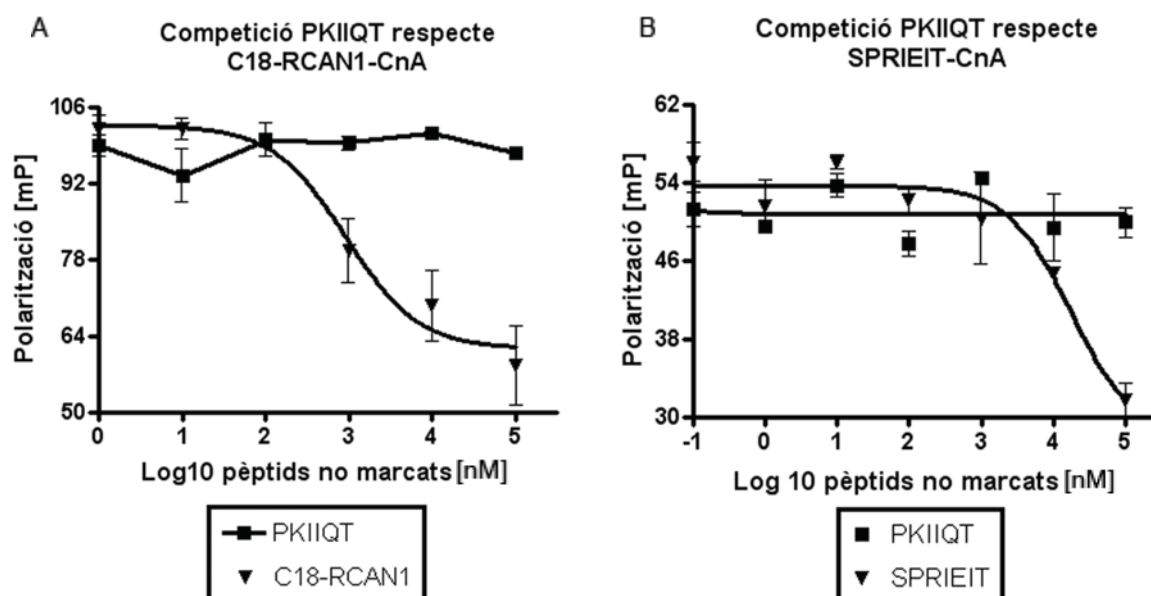 A
Competició PKIIQT respecte
C18-RCAN1-CnA
Polarització [mP]
106
92
78
64
50
0 1 2 3 4 5
Log10 pèptids no marcats [nM]
PKIIQT
C18-RCAN1
B
Competició PKIIQT respecte
SPRIEIT-CnA
Polarització [mP]
62
54
46
38
30
-1 0 1 2 3 4 5
Log 10 pèptids no marcats [nM]
PKIIQT
SPRIEIT